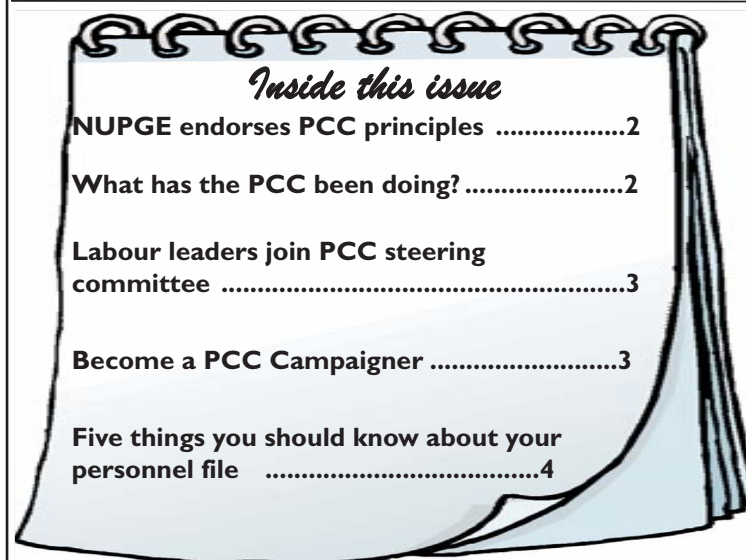 Inside this issue
NUPGE endorses PCC principles ..................2
What has the PCC been doing? ......................2
Labour leaders join PCC steering
committee ......................................................3
Become a PCC Campaigner ..........................3
Five things you should know about your
personnel file ......................................4